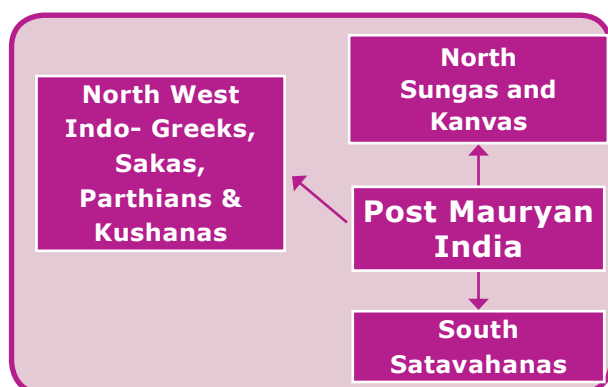 North West
Indo- Greeks,
Sakas,
Parthians &
Kushanas
North
Sungas and
Kanvas
Post Mauryan
India
South
Satavahanas